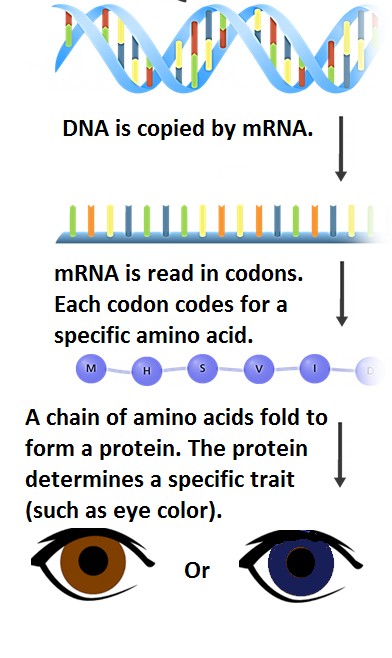 DNA is copied by mRNA.
mRNA is read in codons.
Each codon codes for a
specific amino acid.
M H S V I D
A chain of amino acids fold to
form a protein. The protein
determines a specific trait
(such as eye color).
Or